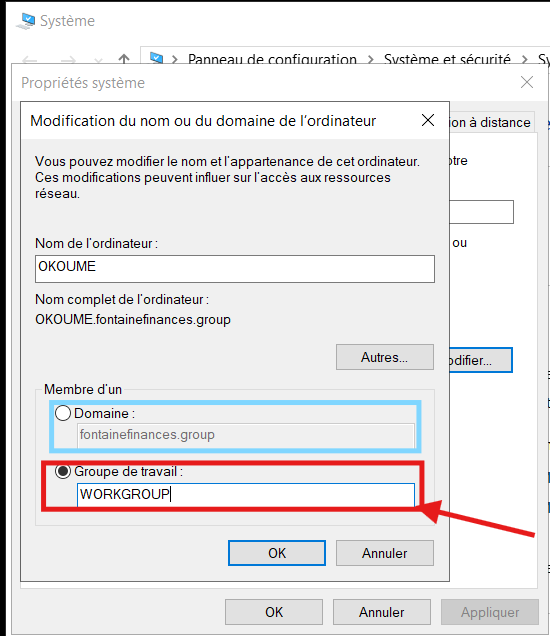 Système
Panneau de configuration > Système et sécurité >
Propriétés système
Modification du nom ou du domaine de l'ordinateur
ion à distance
Vous pouvez modifier le nom et l'appartenance de cet ordinateur.
Ces modifications peuvent influer sur l'accès aux ressources
réseau.
otre
ou
Nom de l'ordinateur :
OKOUME
Nom complet de l'ordinateur :
OKOUME.fontainefinances.group
Autres...
odifier...
Membre d'un
Domaine :
fontainefinances.group
Groupe de travail :
WORKGROUP
OK
Annuler
OK
Annuler
Appliquer